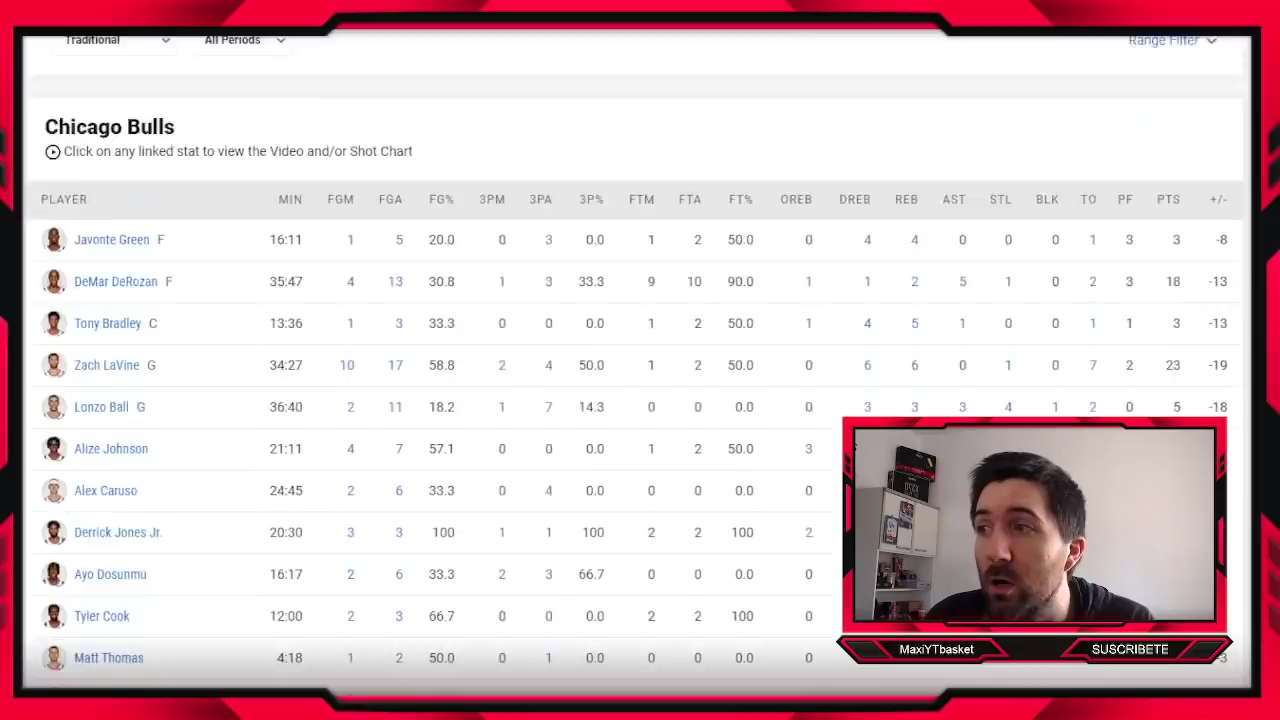 Traditional All Periods Range Filter
Chicago Bulls
Click on any linked stat to view the Video and/or Shot Chart
PLAYER MIN FGM FGA FG% 3PM 3PA 3P% FTM FTA FT% OREB DREB REB AST STL BLK TO PF PTS +/-
Javonte Green F 16:11 1 5 20.0 0 3 0.0 1 2 50.0 0 4 4 0 0 0 1 3 3 -8
DeMar DeRozan F 35:47 4 13 30.8 1 3 33.3 9 10 90.0 1 1 2 5 1 0 2 3 18 -13
Tony Bradley C 13:36 1 3 33.3 0 0 0.0 1 2 50.0 1 4 5 1 0 0 1 1 3 -13
Zach LaVine G 34:27 10 17 58.8 2 4 50.0 1 2 50.0 0 6 6 0 1 0 7 2 23 -19
Lonzo Ball G 36:40 2 11 18.2 1 7 14.3 0 0 0.0 0 3 3 3 4 1 2 0 5 -18
Alize Johnson 21:11 4 7 57.1 0 0 0.0 1 2 50.0 3
Alex Caruso 24:45 2 6 33.3 0 4 0.0 0 0 0.0 0
Derrick Jones Jr. 20:30 3 3 100 1 1 100 2 2 100 2
Ayo Dosunmu 16:17 2 6 33.3 2 3 66.7 0 0 0.0 0
Tyler Cook 12:00 2 3 66.7 0 0 0.0 2 2 100 0
Matt Thomas 4:18 1 2 50.0 0 1 0.0 0 0 0.0 0 -3
MaxiYTbasket SUSCRIBETE